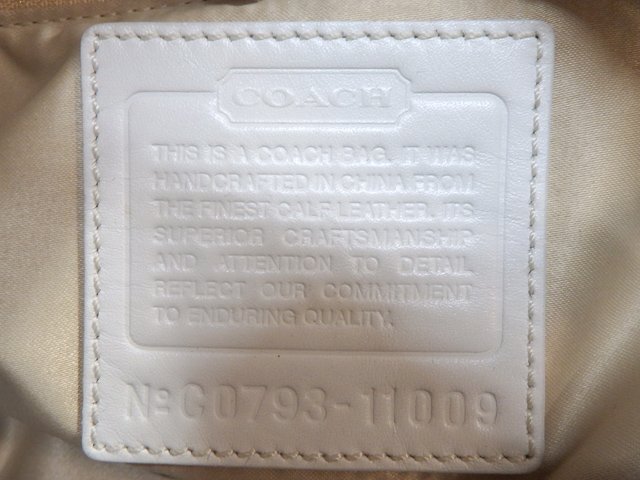 COACH
THIS IS A COACH BAG. IT WAS
HANDCRAFTED IN CHINA FROM
THE FINEST CALF LEATHER. ITS
SUPERIOR CRAFTSMANSHIP
AND ATTENTION TO DETAIL
REFLECT OUR COMMITMENT
TO ENDURING QUALITY.
Nº C0793-11009